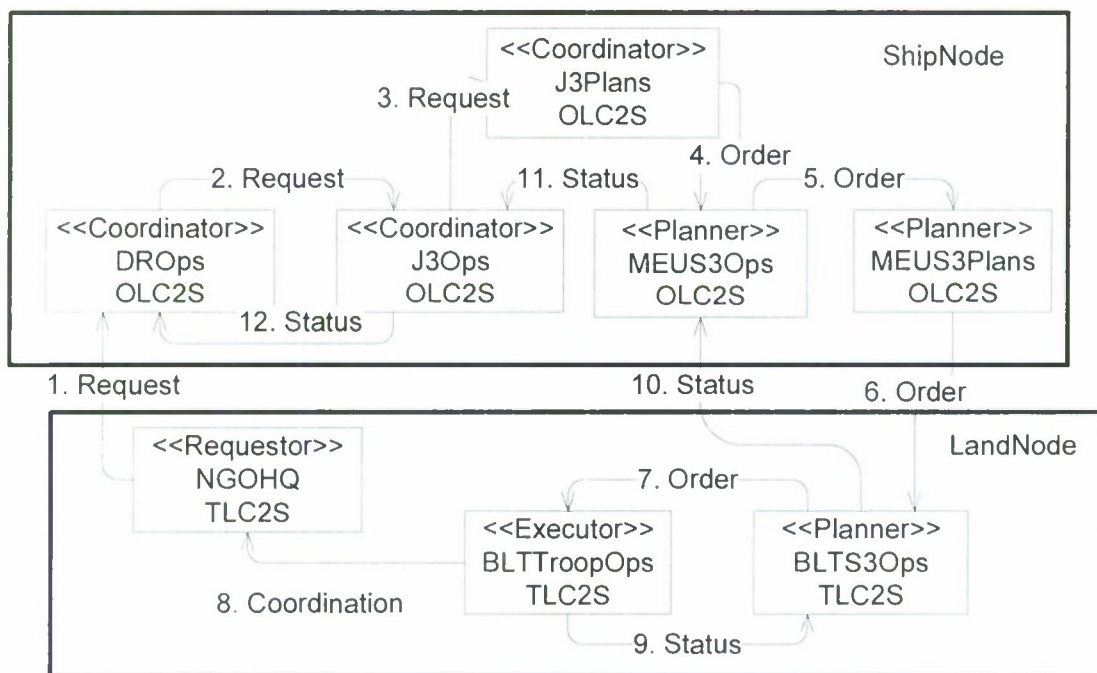 <<Coordinator>>
J3Plans
OLC2S
ShipNode
3. Request
4. Order
2. Request
11. Status
5. Order
<<Coordinator>>
DROps
OLC2S
<<Coordinator>>
J3Ops
OLC2S
<<Planner>>
MEUS3Ops
OLC2S
<<Planner>>
MEUS3Plans
OLC2S
12. Status
1. Request
10. Status
6. Order
<<Requestor>>
NGOHQ
TLC2S
LandNode
7. Order
<<Executor>>
BLTTroopOps
TLC2S
<<Planner>>
BLTS3Ops
TLC2S
8. Coordination
9. Status